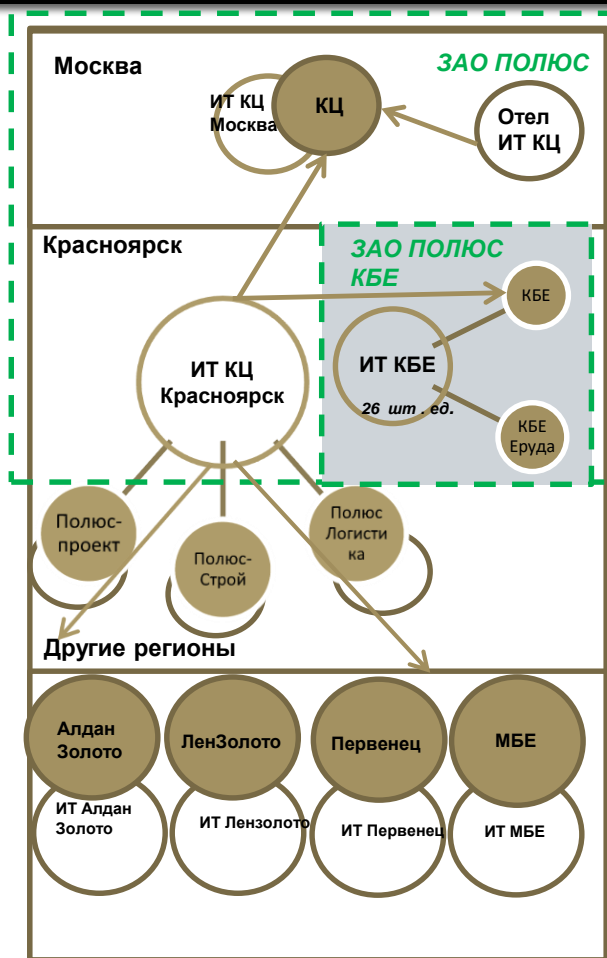 Москва
ЗАО ПОЛЮС
ИТ КЦ
Москва
КЦ
Отел
ИТ КЦ
Красноярск
ЗАО ПОЛЮС
КБЕ
КБЕ
ИТ КЦ
Красноярск
ИТ КБЕ
26 шт . ед.
КБЕ
Еруда
Полюс-
проект
Полюс-
Строй
Полюс
Логисти
ка
Другие регионы
Алдан
Золото
ЛенЗолото
Первенец
МБЕ
ИТ Алдан
Золото
ИТ Лензолото
ИТ Первенец
ИТ МБЕ